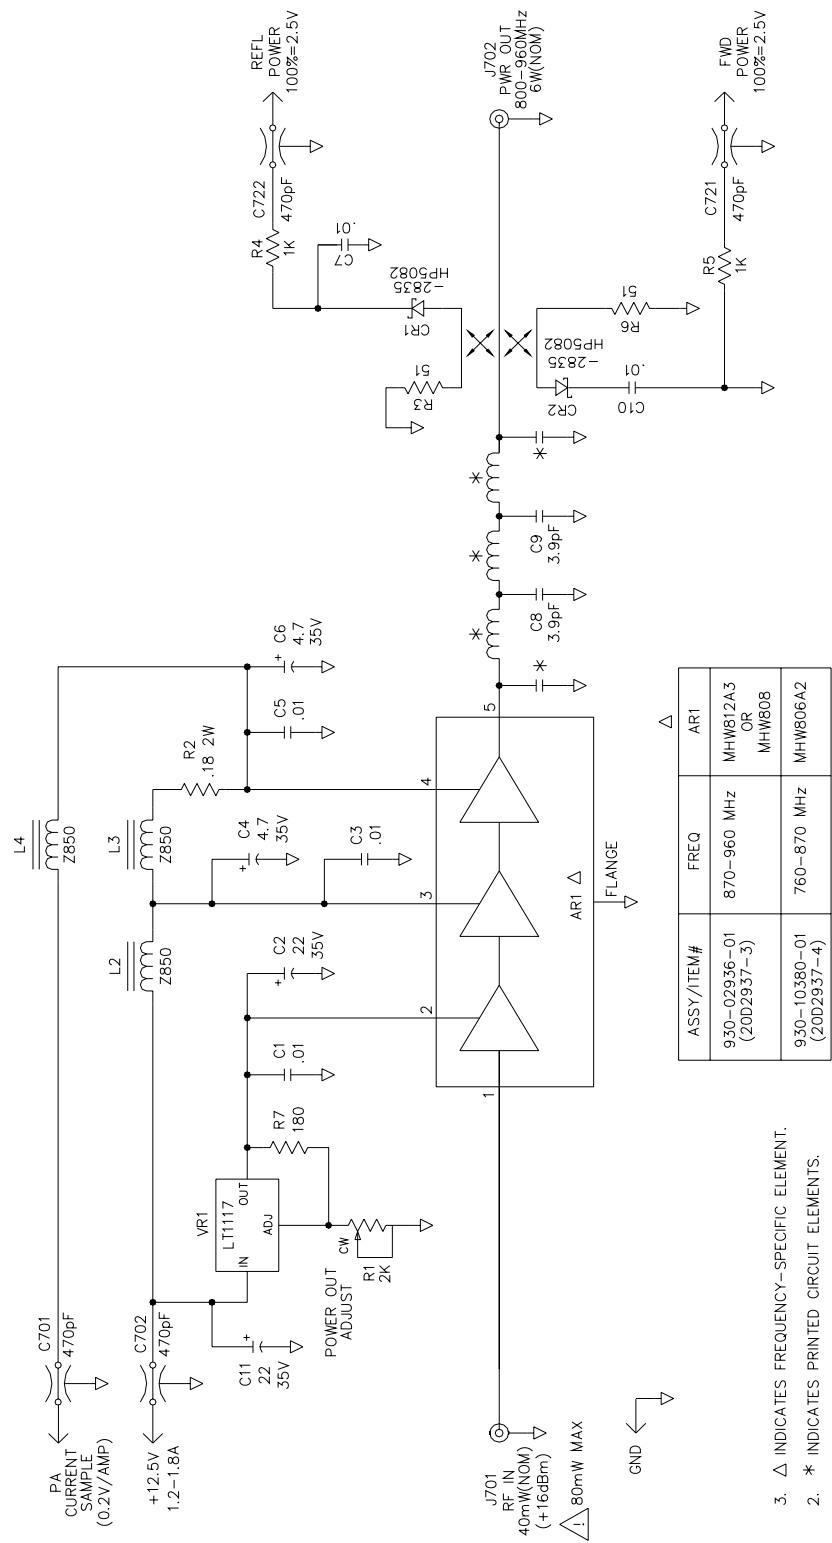 PA
CURRENT
SAMPLE
(0.2V/AMP)
C701
470pF
L4
Z850
+12.5V
1.2-1.8A
C702
470pF
L2
Z850
L3
Z850
R2
.18 2W
C11
22
35V
+
VR1
LT1117
IN
OUT
ADJ
R7
180
POWER OUT
ADJUST
CW
R1
2K
C1
.01
C2
22
35V
+
C4
4.7
35V
+
C3
.01
C5
.01
C6
4.7
35V
+
REFL
POWER
100%=2.5V
C722
470pF
R4
1K
C7
.01
CR1
HP5082
-2835
R3
51
J701
RF IN
40mW(NOM)
(+16dBm)
! 80mW MAX
1
2
3
4
5
AR1 △
FLANGE
*
*
*
*
*
C8
3.9pF
C9
3.9pF
J702
PWR OUT
800-960MHz
6W(NOM)
CR2
HP5082
-2835
C10
.01
R6
51
R5
1K
C721
470pF
FWD
POWER
100%=2.5V
GND
△
ASSY/ITEM# FREQ AR1
930-02936-01
(20D2937-3)
870-960 MHz
MHW812A3
OR
MHW808
930-10380-01
(20D2937-4)
760-870 MHz
MHW806A2
3. △ INDICATES FREQUENCY-SPECIFIC ELEMENT.
2. * INDICATES PRINTED CIRCUIT ELEMENTS.